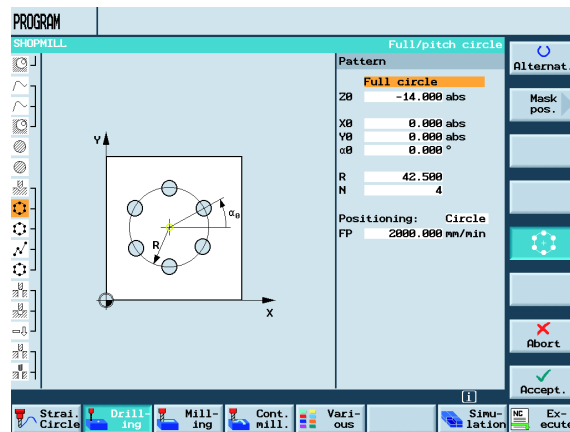 PROGRAM
SHOPMILL Full/pitch circle
Alternat.
Pattern
Full circle
Z0 -14.000 abs
Mask pos.
X0 0.000 abs
Y0 0.000 abs
α0 0.000 °
R 42.500
N 4
Positioning: Circle
FP 2000.000 mm/min
Y
α0
R
X
Abort
Accept.
i
Strai. Circle
Drill- ing
Mill- ing
Cont. mill.
Vari- ous
Simu- lation
NC Ex- ecute